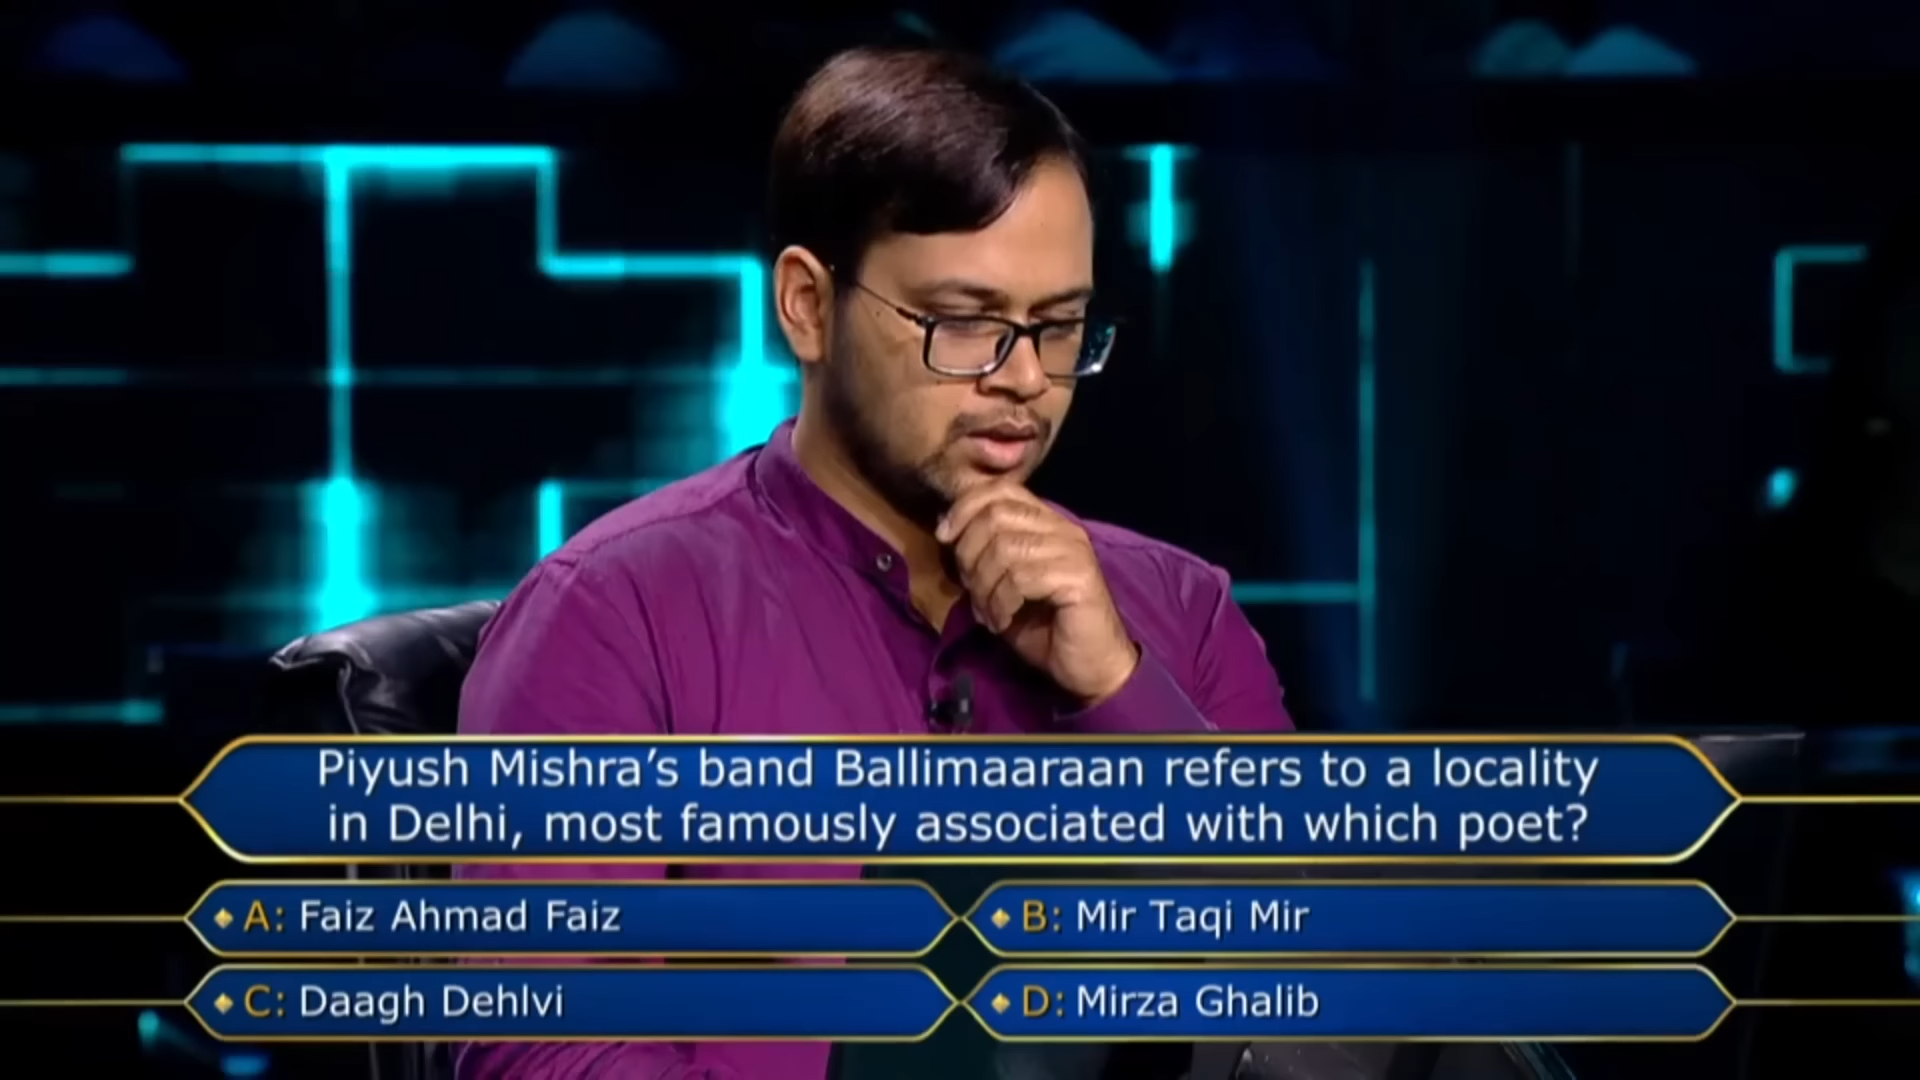 Piyush Mishra’s band Ballimaaraan refers to a locality
in Delhi, most famously associated with which poet?
A: Faiz Ahmad Faiz
B: Mir Taqi Mir
C: Daagh Dehlvi
D: Mirza Ghalib